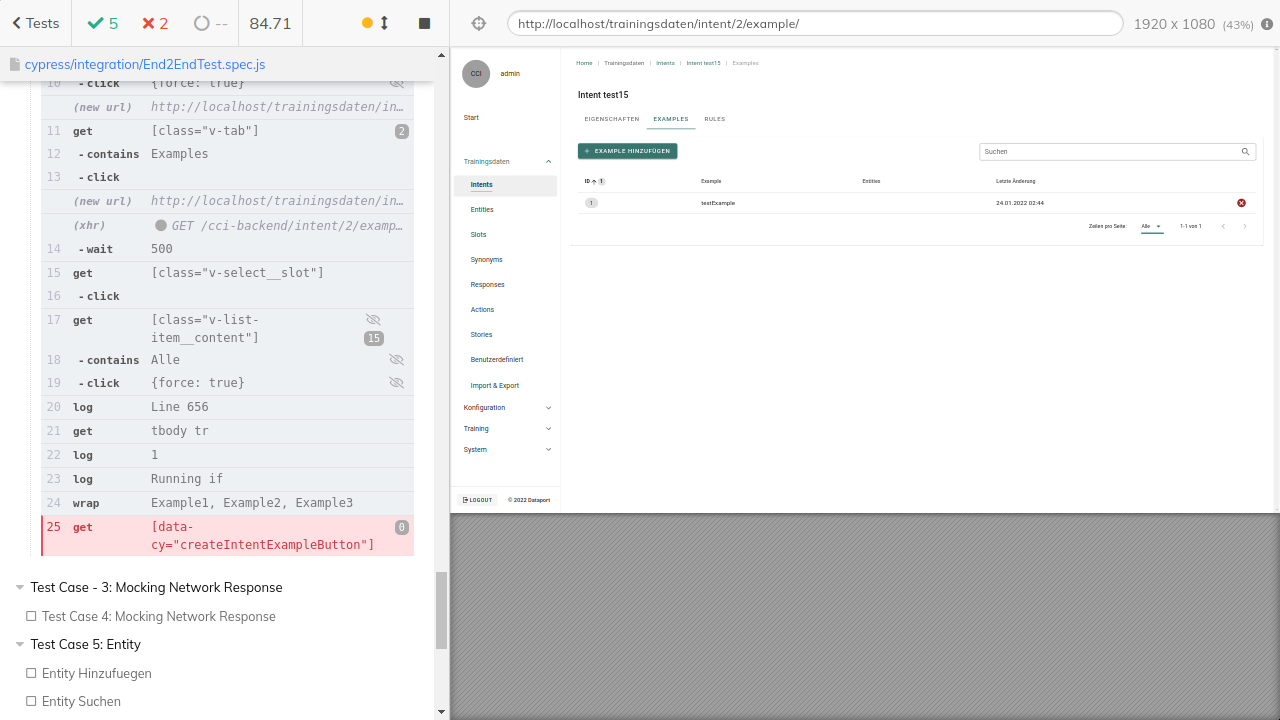 Tests
5
2
--
84.71
http://localhost/trainingsdaten/intent/2/example/
1920 x 1080 (43%)
cypress/integration/End2EndTest.spec.js
10 -click {force: true}
(new url) http://localhost/trainingsdaten/in…
11 get [class="v-tab"] 2
12 -contains Examples
13 -click
(new url) http://localhost/trainingsdaten/in…
(xhr) GET /cci-backend/intent/2/examp…
14 -wait 500
15 get [class="v-select__slot"]
16 -click
17 get [class="v-list-
item__content"] 15
18 -contains Alle
19 -click {force: true}
20 log Line 656
21 get tbody tr
22 log 1
23 log Running if
24 wrap Example1, Example2, Example3
25 get [data- 0
cy="createIntentExampleButton"]
Test Case - 3: Mocking Network Response
Test Case 4: Mocking Network Response
Test Case 5: Entity
Entity Hinzufuegen
Entity Suchen
CCI admin
Start
Trainingsdaten
Intents
Entities
Slots
Synonyms
Responses
Actions
Stories
Benutzerdefiniert
Import & Export
Konfiguration
Training
System
LOGOUT © 2022 Dataport
Home | Trainingsdaten | Intents | Intent test15 | Examples
Intent test15
EIGENSCHAFTEN EXAMPLES RULES
+ EXAMPLE HINZUFÜGEN
Suchen
ID 1 Example Entities Letzte Änderung
1 testExample 24.01.2022 02:44
Zeilen pro Seite: Alle 1-1 von 1